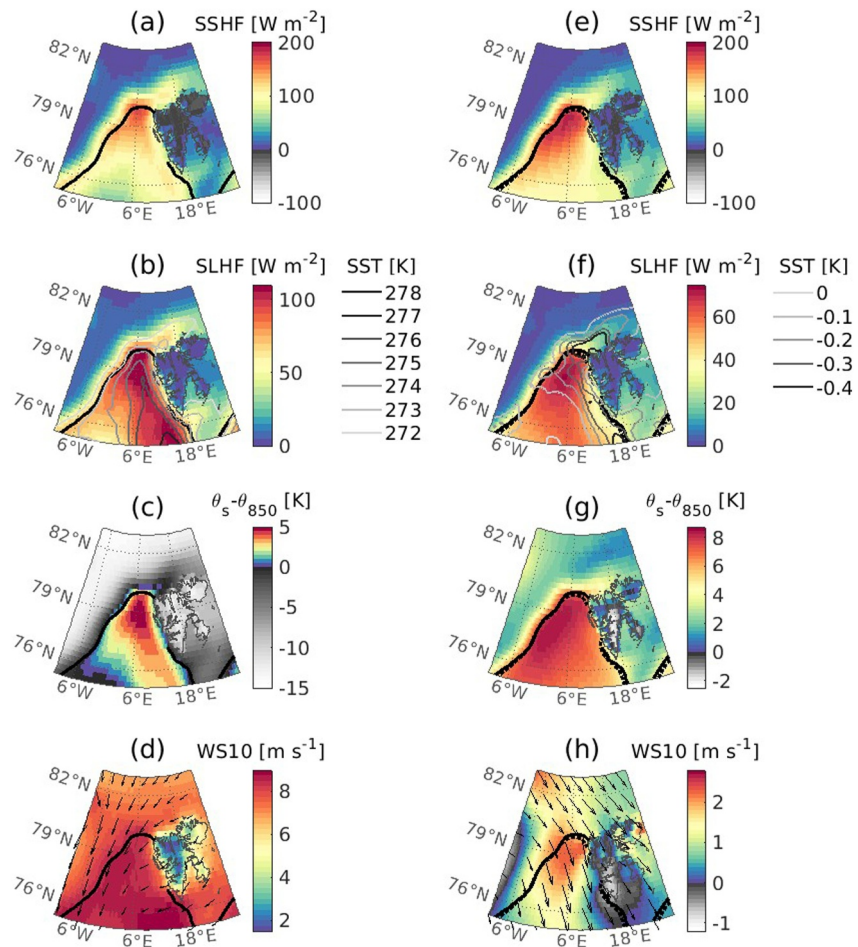 (a) SSHF [W m⁻²]
82°N
79°N
76°N
6°W
6°E
18°E
200
100
0
-100
(e) SSHF [W m⁻²]
82°N
79°N
76°N
6°W
6°E
18°E
200
100
0
-100
(b) SLHF [W m⁻²] SST [K]
82°N
79°N
76°N
6°W
6°E
18°E
100
50
0
278
277
276
275
274
273
272
(f) SLHF [W m⁻²] SST [K]
82°N
79°N
76°N
6°W
6°E
18°E
60
40
20
0
0
-0.1
-0.2
-0.3
-0.4
(c) θs-θ850 [K]
82°N
79°N
76°N
6°W
6°E
18°E
5
0
-5
-10
-15
(g) θs-θ850 [K]
82°N
79°N
76°N
6°W
6°E
18°E
8
6
4
2
0
-2
(d) WS10 [m s⁻¹]
82°N
79°N
76°N
6°W
6°E
18°E
8
6
4
2
(h) WS10 [m s⁻¹]
82°N
79°N
76°N
6°W
6°E
18°E
2
1
0
-1